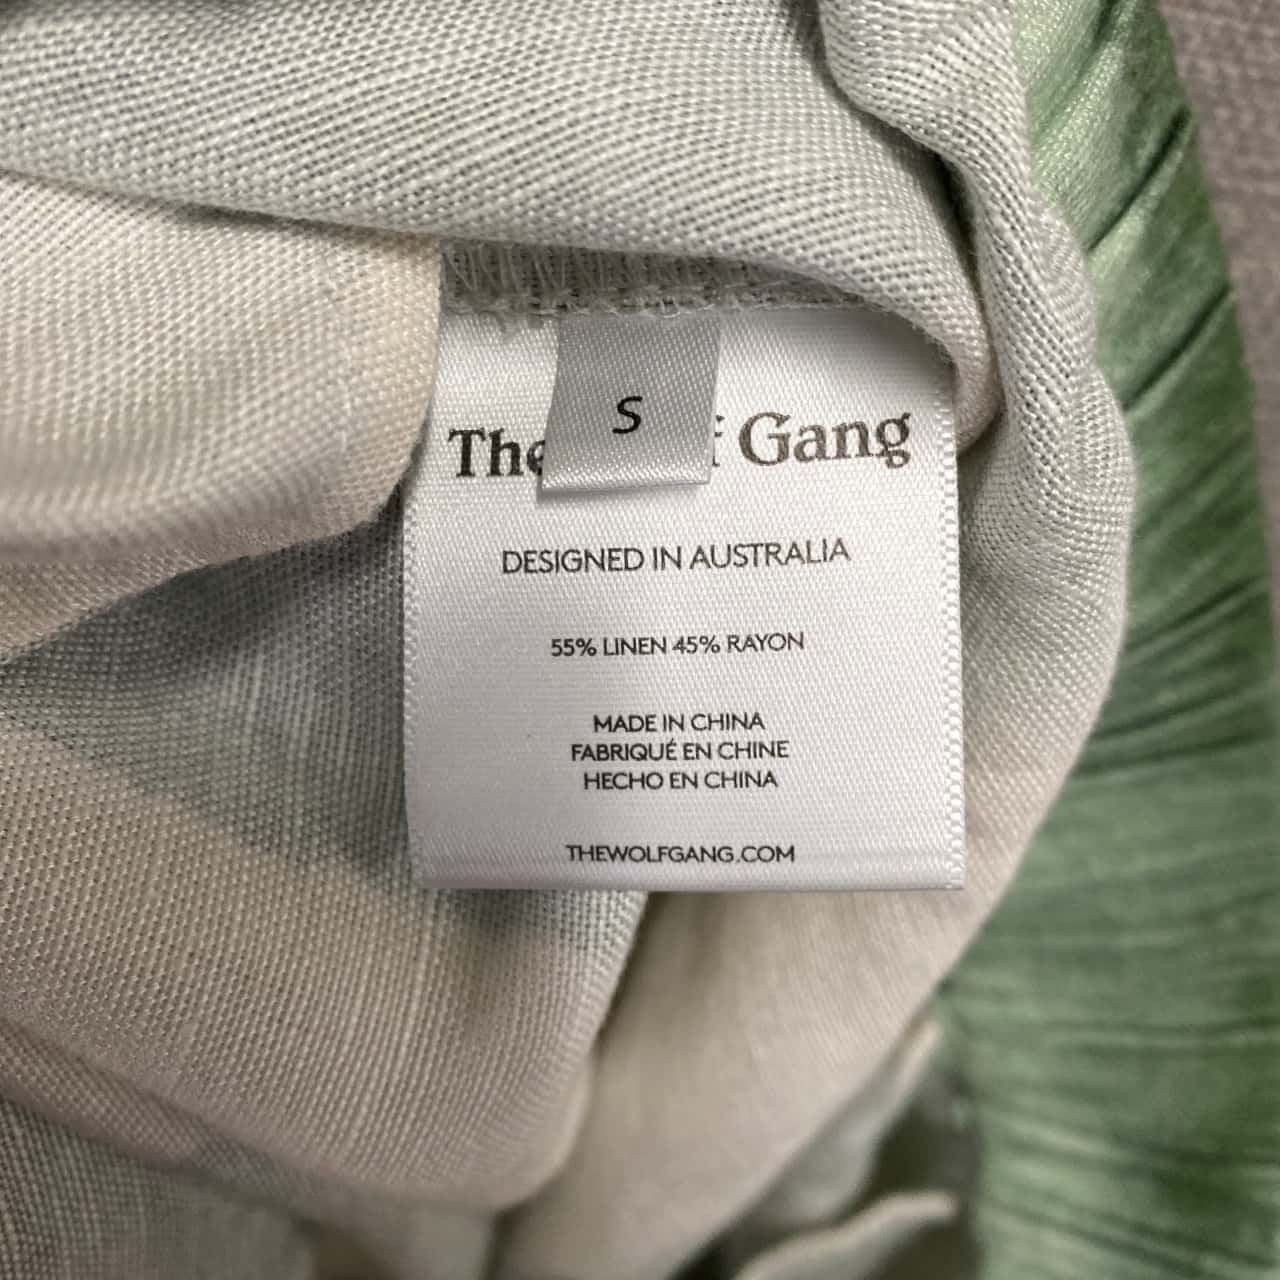 S
The Gang
DESIGNED IN AUSTRALIA
55% LINEN 45% RAYON
MADE IN CHINA
FABRIQUÉ EN CHINE
HECHO EN CHINA
THEWOLFGANG.COM